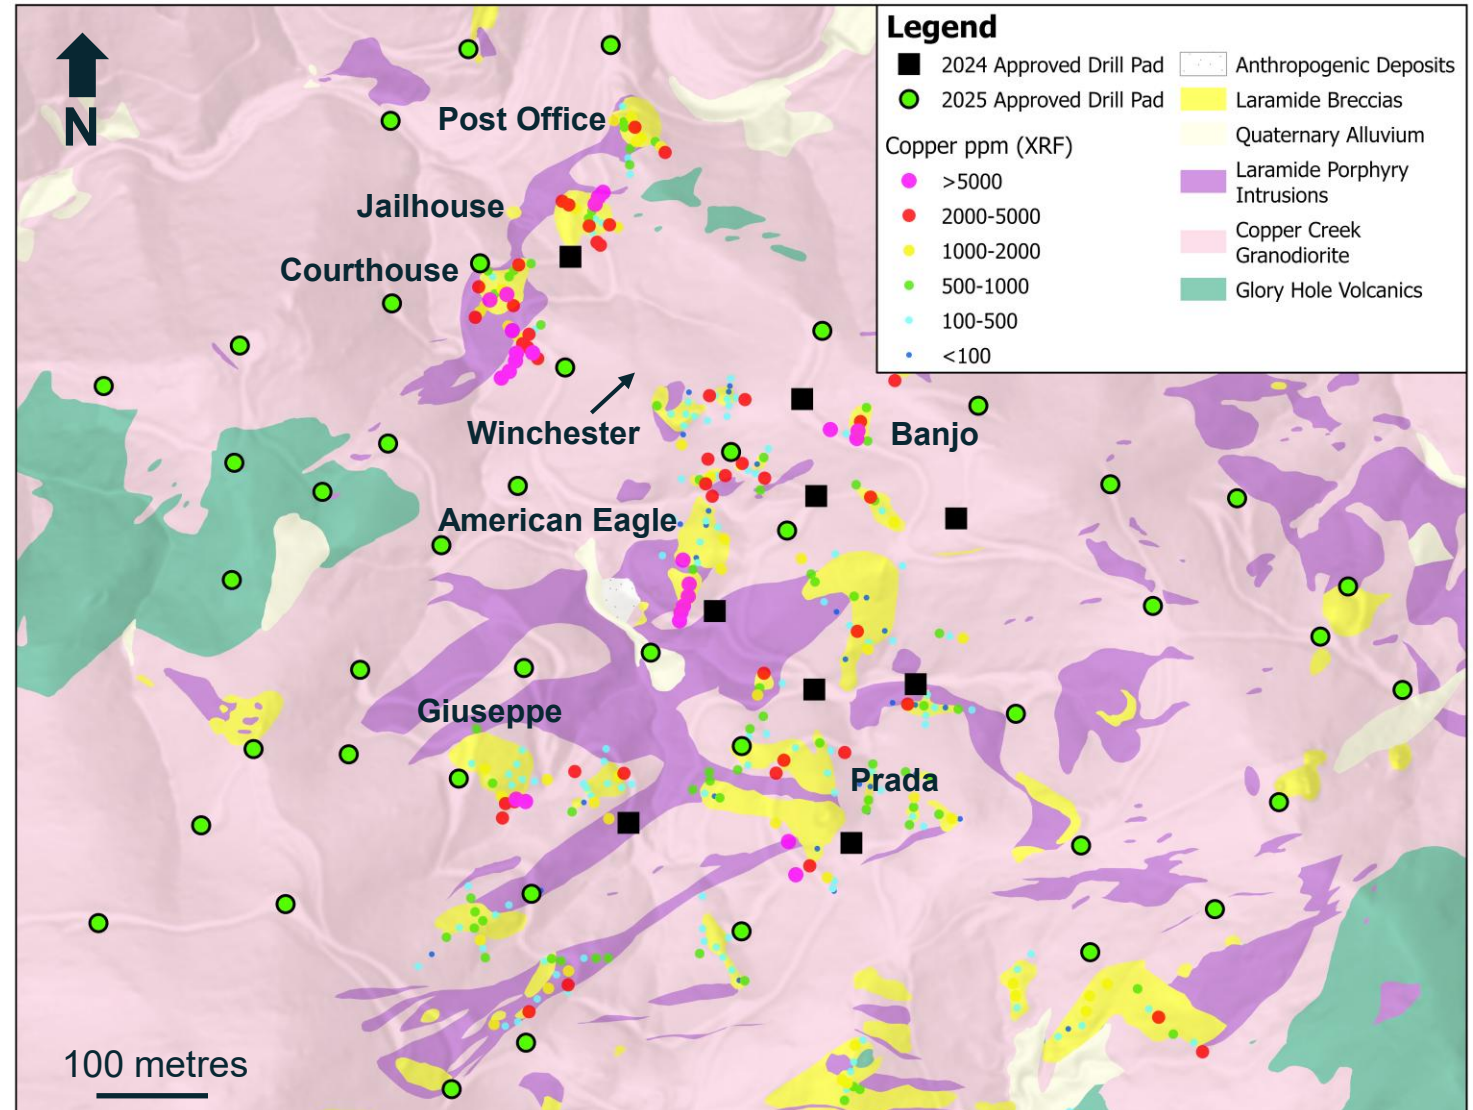 N
Post Office
Jailhouse
Courthouse
Winchester
Banjo
American Eagle
Giuseppe
Prada
100 metres
Legend
2024 Approved Drill Pad
2025 Approved Drill Pad
Copper ppm (XRF)
>5000
2000-5000
1000-2000
500-1000
100-500
<100
Anthropogenic Deposits
Laramide Breccias
Quaternary Alluvium
Laramide Porphyry
Intrusions
Copper Creek
Granodiorite
Glory Hole Volcanics